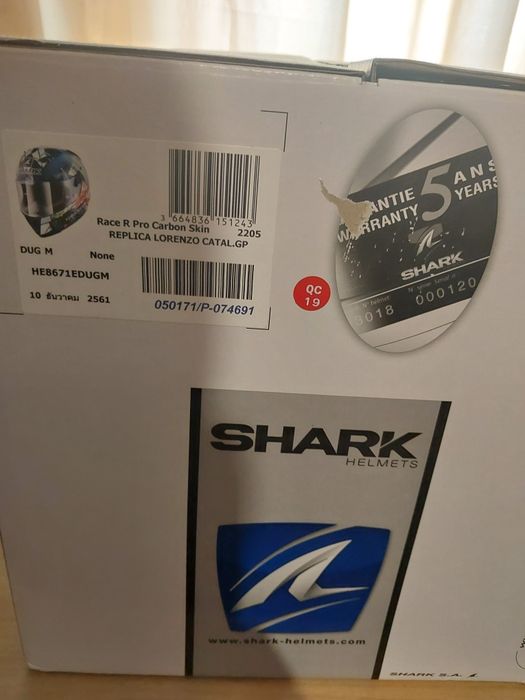 3 664836 151243
Race R Pro Carbon Skin 2205
REPLICA LORENZO CATAL.GP
DUG M None
HE8671EDUGM
10 ธันวาคม 2561
050171/P-074691
QC
19
ANTIE 5 ANS
WARRANTY YEARS
SHARK
N° helmet
3018 000120
SHARK
HELMETS
www.shark-helmets.com
SHARK S.A.